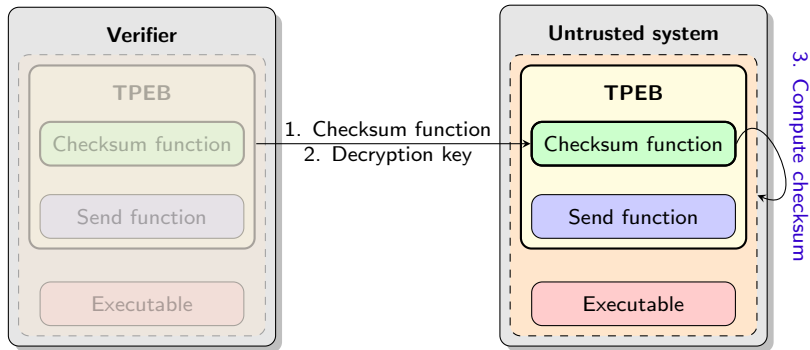 Verifier
TPEB
Checksum function
Send function
Executable
1. Checksum function
2. Decryption key
Untrusted system
TPEB
Checksum function
Send function
Executable
3. Compute checksum